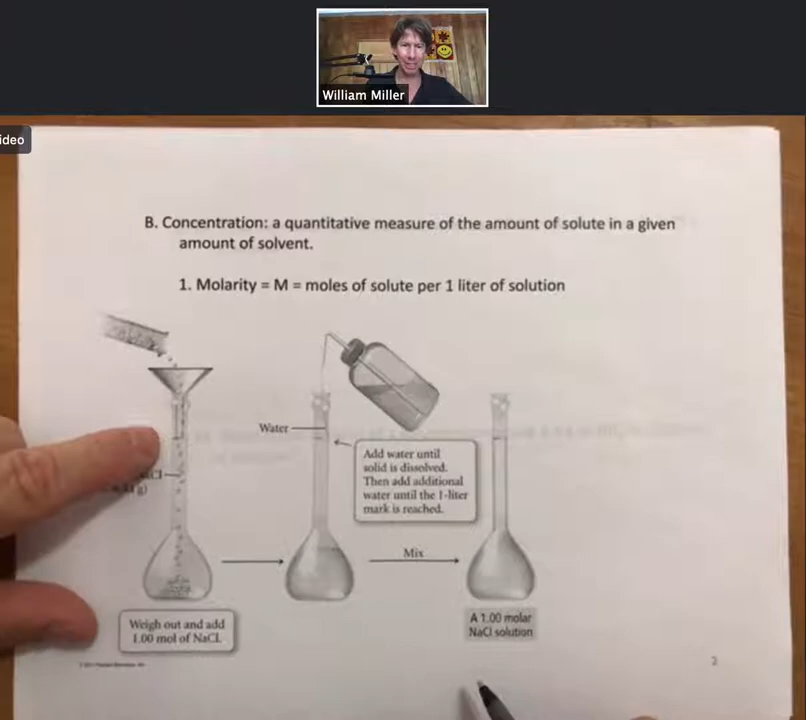 William Miller
ideo
B. Concentration: a quantitative measure of the amount of solute in a given
amount of solvent.
1. Molarity = M = moles of solute per 1 liter of solution
Water
Add water until
solid is dissolved.
Then add additional
water until the 1-liter
mark is reached.
Mix
Weigh out and add
1.00 mol of NaCl.
A 1.00 molar
NaCl solution